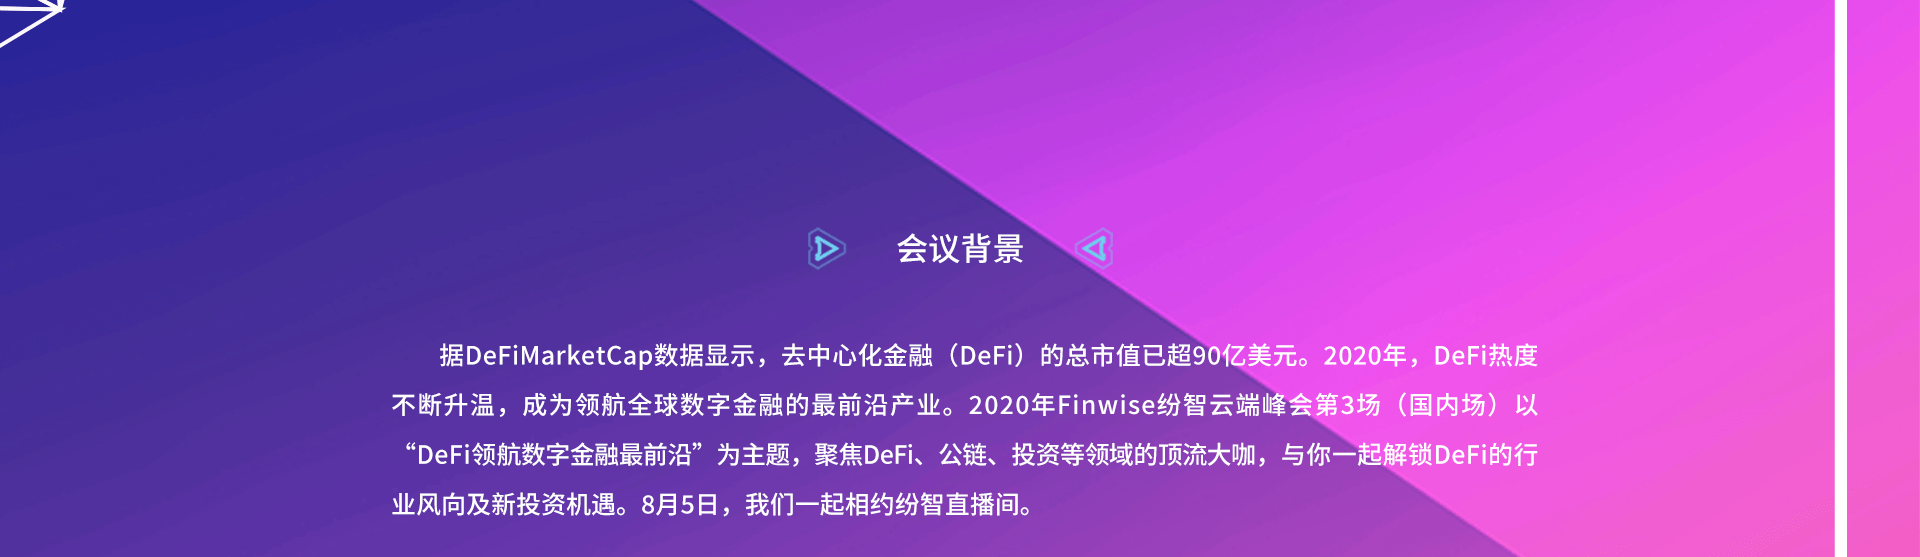 会议背景
据DeFiMarketCap数据显示，去中心化金融（DeFi）的总市值已超90亿美元。2020年，DeFi热度
不断升温，成为领航全球数字金融的最前沿产业。2020年Finwise纷智云端峰会第3场（国内场）以
“DeFi领航数字金融最前沿”为主题，聚焦DeFi、公链、投资等领域的顶流大咖，与你一起解锁DeFi的行
业风向及新投资机遇。8月5日，我们一起相约纷智直播间。